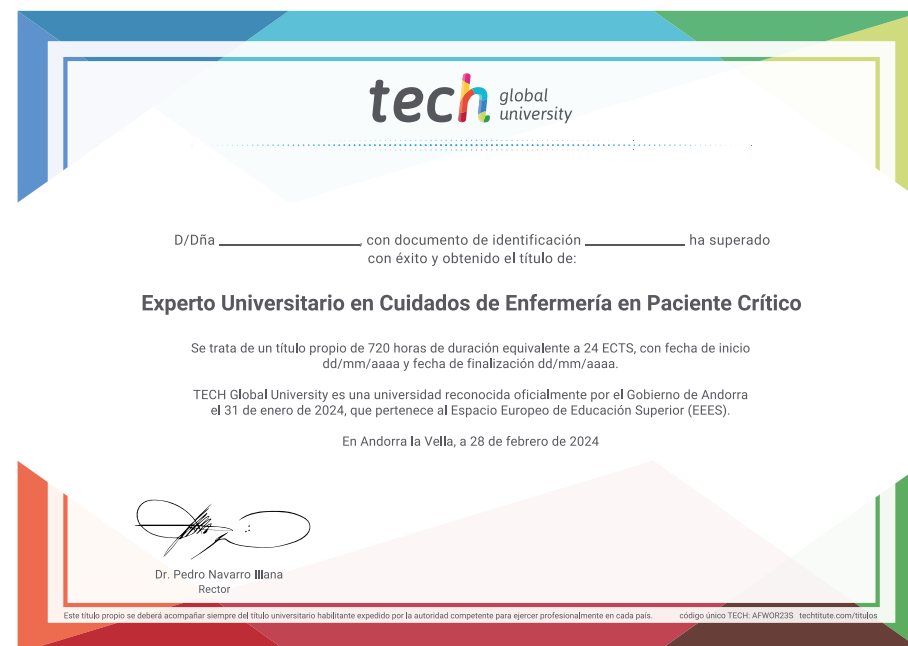 tech global
university
D/Dña ______________, con documento de identificación __________ ha superado
con éxito y obtenido el título de:
Experto Universitario en Cuidados de Enfermería en Paciente Crítico
Se trata de un título propio de 720 horas de duración equivalente a 24 ECTS, con fecha de inicio
dd/mm/aaaa y fecha de finalización dd/mm/aaaa.
TECH Global University es una universidad reconocida oficialmente por el Gobierno de Andorra
el 31 de enero de 2024, que pertenece al Espacio Europeo de Educación Superior (EEES).
En Andorra la Vella, a 28 de febrero de 2024
Dr. Pedro Navarro Illana
Rector
Este título propio se deberá acompañar siempre del título universitario habilitante expedido por la autoridad competente para ejercer profesionalmente en cada país. código único TECH: AFWOR23S techtitute.com/titulos